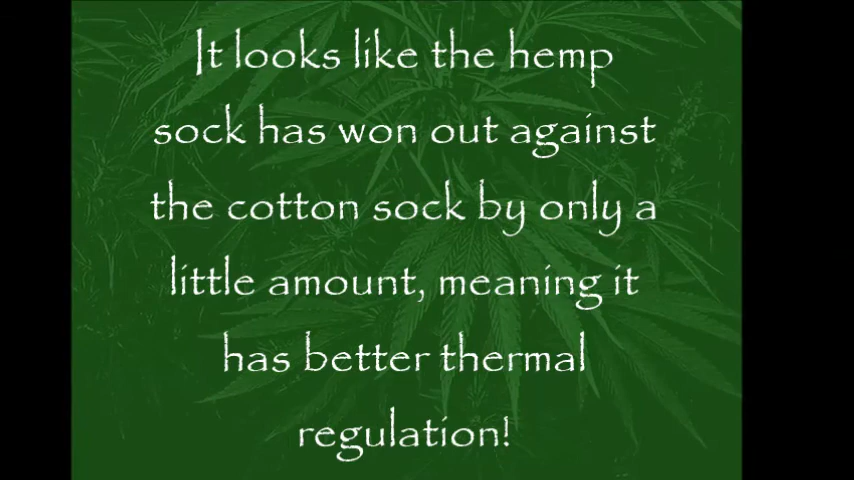 It looks like the hemp
sock has won out against
the cotton sock by only a
little amount, meaning it
has better thermal
regulation!